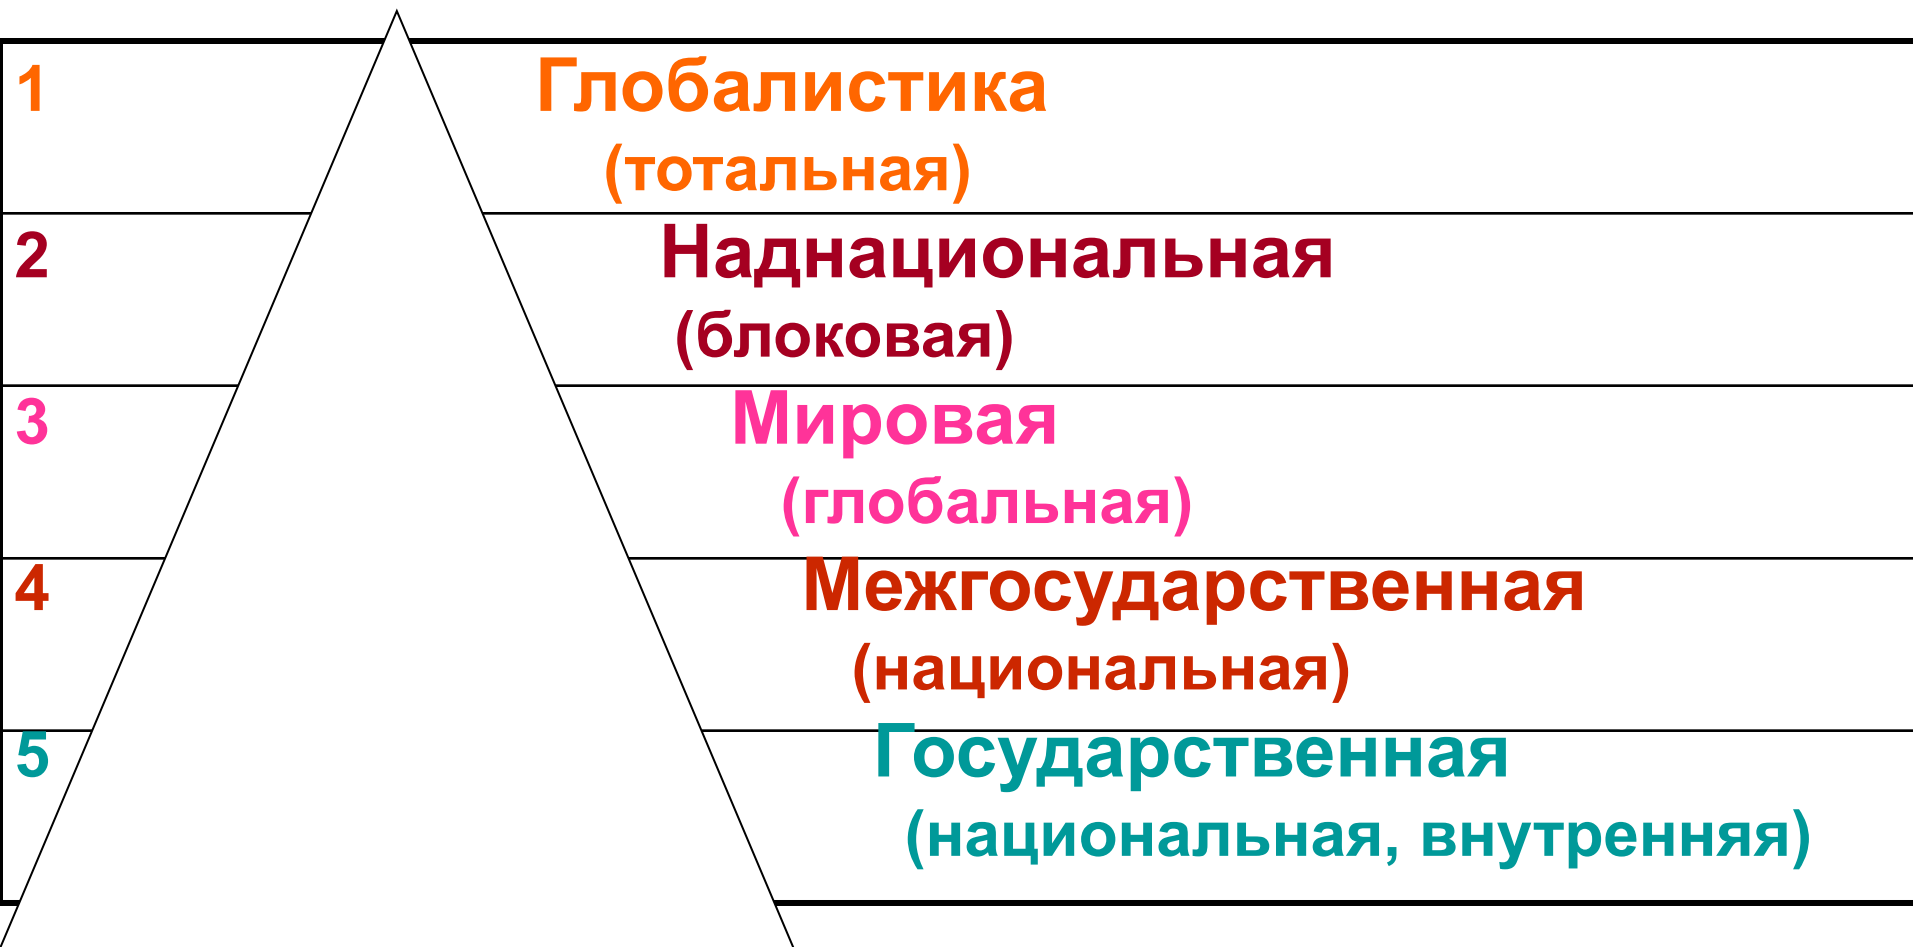 1
Глобалистика
(тотальная)
2
Наднациональная
(блоковая)
3
Мировая
(глобальная)
4
Межгосударственная
(национальная)
5
Государственная
(национальная, внутренняя)